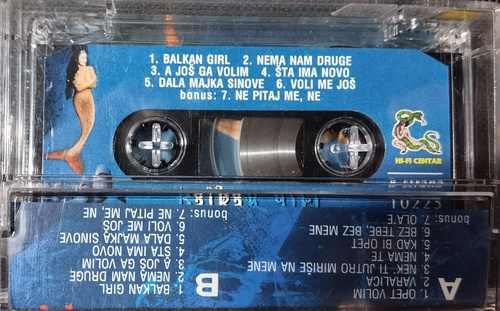 1. BALKAN GIRL   2. NEMA NAM DRUGE
3. A JOŠ GA VOLIM   4. ŠTA IMA NOVO
5. DALA MAJKA SINOVE   6. VOLI ME JOŠ
bonus: 7. NE PITAJ ME, NE
HI-FI CENTAR
A
1. OPET VOLIM
2. VARALICA
3. NEK' TI JUTRO MIRIŠE NA MENE
4. NEMA TE
5. KAD BI OPET
6. BEZ TEBE, BEZ MENE
bonus: 7. OLA'E
B
1. BALKAN GIRL
2. NEMA NAM DRUGE
3. A JOŠ GA VOLIM
4. ŠTA IMA NOVO
5. DALA MAJKA SINOVE
6. VOLI ME JOŠ
bonus: 7. NE PITAJ ME, NE